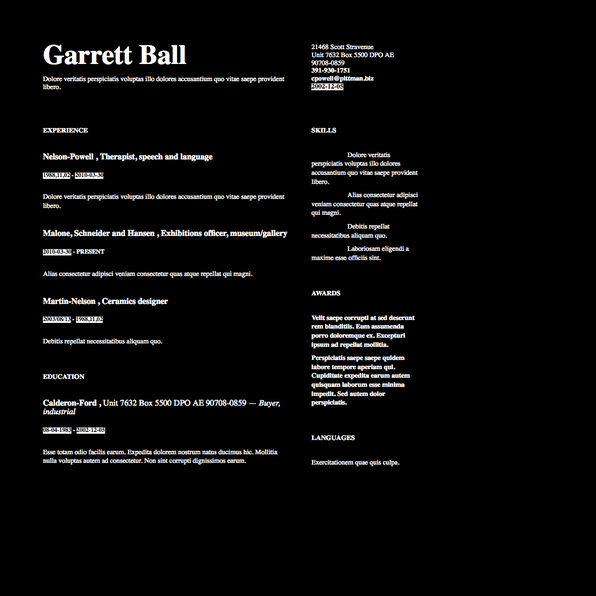 Garrett Ball
Dolore veritatis perspiciatis voluptas illo dolores accusantium quo vitae saepe provident
libero.
21468 Scott Stravenue
Unit 7632 Box 5500 DPO AE
90708-0859
391-930-1751
cpowell@pittman.biz
2002-12-05
EXPERIENCE
Nelson-Powell , Therapist, speech and language
1988.11.02 - 2010-03-30
Dolore veritatis perspiciatis voluptas illo dolores accusantium quo vitae saepe provident
libero.
Malone, Schneider and Hansen , Exhibitions officer, museum/gallery
2010-03-30 - PRESENT
Alias consectetur adipisci veniam consectetur quas atque repellat qui magni.
Martin-Nelson , Ceramics designer
2003/08/13 - 1988.11.02
Debitis repellat necessitatibus aliquam quo.
EDUCATION
Calderon-Ford , Unit 7632 Box 5500 DPO AE 90708-0859 — Buyer,
industrial
08-04-1983 - 2002-12-05
Esse totam odio facilis earum. Expedita dolorem nostrum natus ducimus hic. Mollitia
nulla voluptas autem ad consectetur. Non sint corrupti dignissimos earum.
SKILLS
Dolore veritatis
perspiciatis voluptas illo dolores
accusantium quo vitae saepe provident
libero.
Alias consectetur adipisci
veniam consectetur quas atque repellat
qui magni.
Debitis repellat
necessitatibus aliquam quo.
Laboriosam eligendi a
maxime esse officiis sint.
AWARDS
Velit saepe corrupti at sed deserunt
rem blanditiis. Eum assumenda
porro doloremque ex. Excepturi
ipsum ad repellat mollitia.
Perspiciatis saepe saepe quidem
labore tempore aperiam qui.
Cupiditate expedita earum autem
quisquam laborum esse minima
impedit. Sed autem dolor
perspiciatis.
LANGUAGES
Exercitationem quae quis culpa.